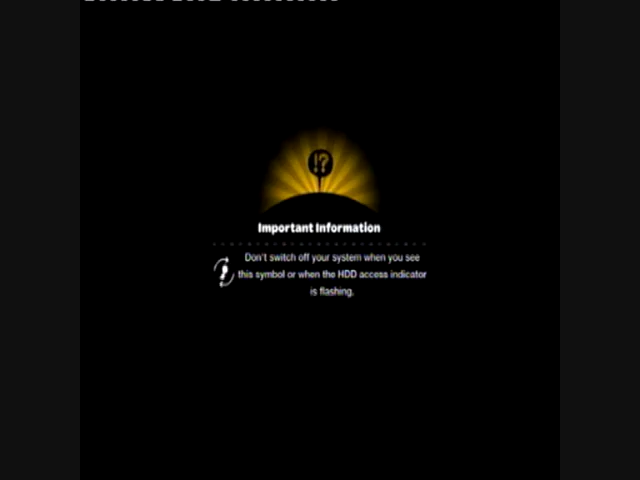 !?
Important Information
Don't switch off your system when you see
this symbol or when the HDD access indicator
is flashing.